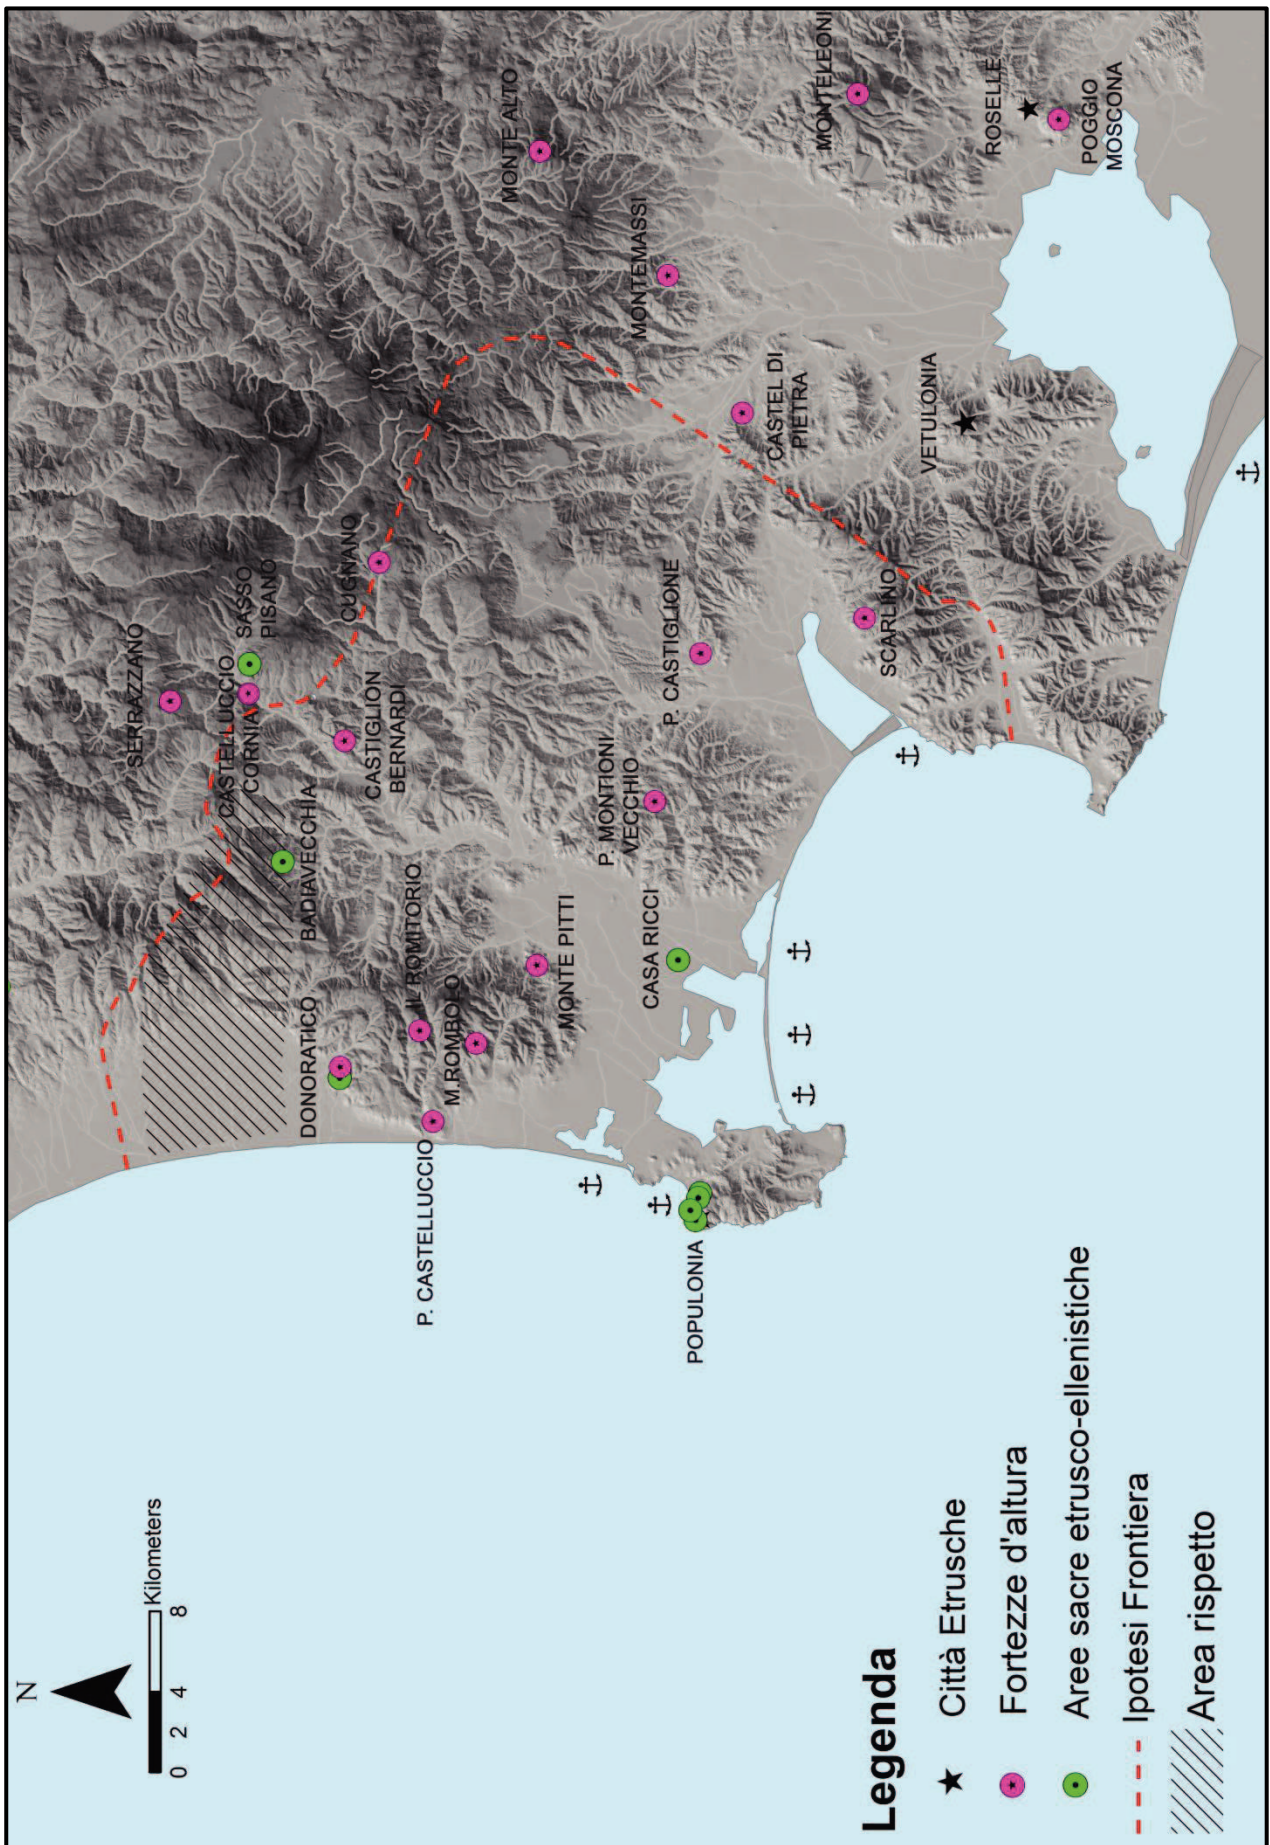 N
Kilometers
0 2 4 8
SERRAZZANO
CASTELLUCCIO
CORNIA
SASSO
PISANO
BADIAVECCHIA
DONORATICO
CASTIGLION
BERNARDI
CUGNANO
MONTE ALTO
IL ROMITORIO
M.ROMBOLO
P. CASTELLUCCIO
MONTE PITTI
MONTEMASSI
P. MONTIONI
VECCHIO
P. CASTIGLIONE
CASA RICCI
POPULONIA
CASTEL DI
PIETRA
MONTELEONI
SCARLINO
VETULONIA
ROSELLE
POGGIO
MOSCONA
Legenda
Città Etrusche
Fortezze d'altura
Aree sacre etrusco-ellenistiche
Ipotesi Frontiera
Area rispetto